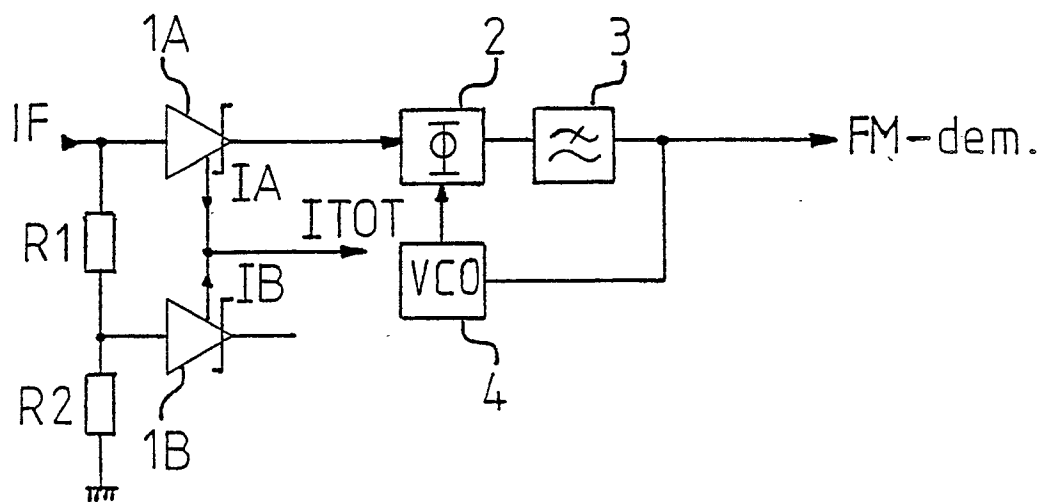 1A
2
3
IF
Φ
FM-dem.
IA
ITOT
R1
VCO
IB
R2
4
1B